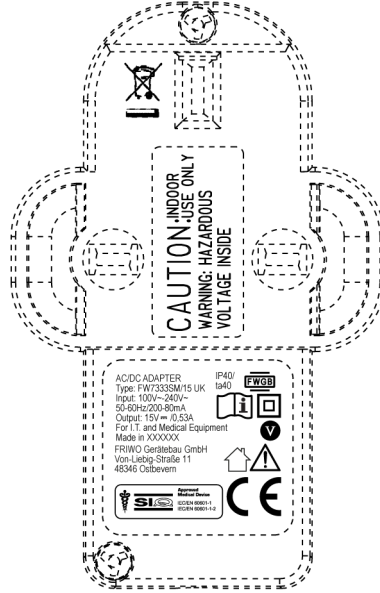 CAUTION: INDOOR
USE ONLY
WARNING: HAZARDOUS
VOLTAGE INSIDE
AC/DC ADAPTER
Type: FW7333SM/15 UK
Input: 100V~-240V~
50-60Hz/200-80mA
Output: 15V⎓/0,53A
For I.T. and Medical Equipment
Made in XXXXXX
FRIWO Gerätebau GmbH
Von-Liebig-Straße 11
48346 Ostbevern
IP40/
ta40
FWGB
i
V
SIQ
Approved
Medical Device
IEC/EN 60601-1
IEC/EN 60601-1-2
CE